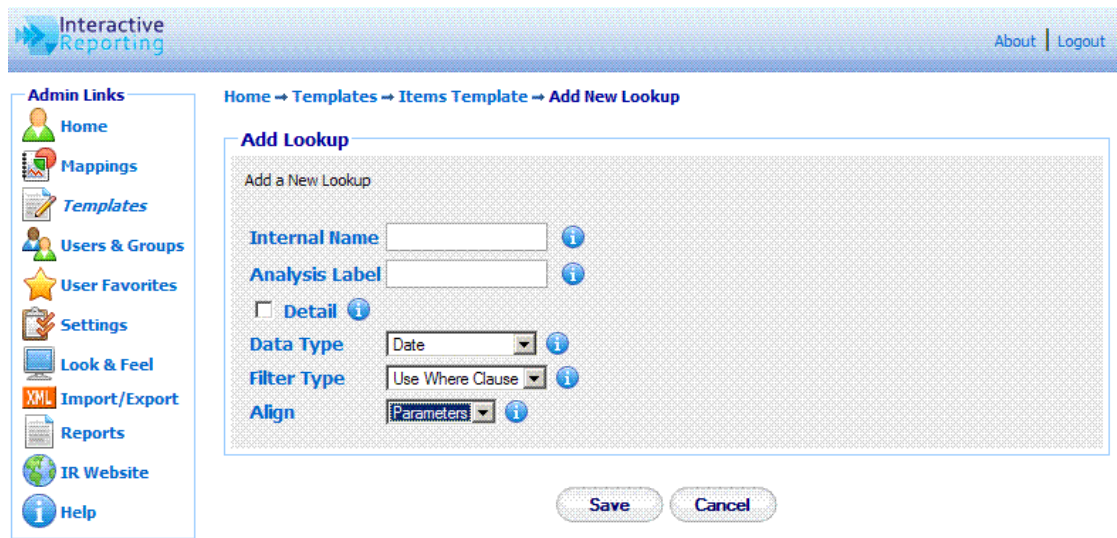 Interactive
Reporting
About | Logout
Admin Links
Home
Mappings
Templates
Users & Groups
User Favorites
Settings
Look & Feel
XML Import/Export
Reports
IR Website
Help
Home → Templates → Items Template → Add New Lookup
Add Lookup
Add a New Lookup
Internal Name
Analysis Label
Detail
Data Type Date
Filter Type Use Where Clause
Align Parameters
Save Cancel